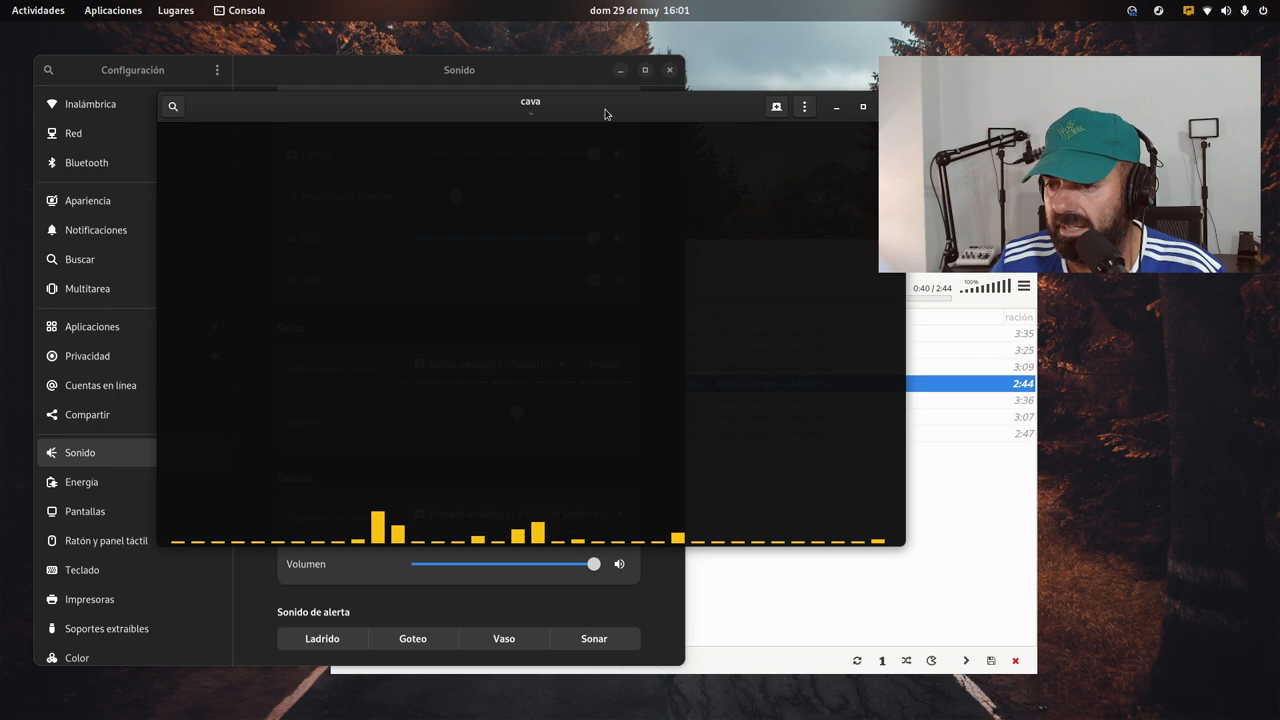 Actividades Aplicaciones Lugares Consola dom 29 de may 16:01
Configuración Sonido
cava
~
Inalámbrica
Red
Bluetooth
Apariencia
Notificaciones
Buscar
Multitarea
Aplicaciones
Privacidad
Cuentas en línea
Compartir
Sonido
Energía
Pantallas
Ratón y panel táctil
Teclado
Impresoras
Soportes extraíbles
Color
Salida
Entrada
Volumen
Sonido de alerta
Ladrido Goteo Vaso Sonar
0:40 / 2:44 100%
ración
3:35
3:25
3:09
2:44
3:36
3:07
2:47
1